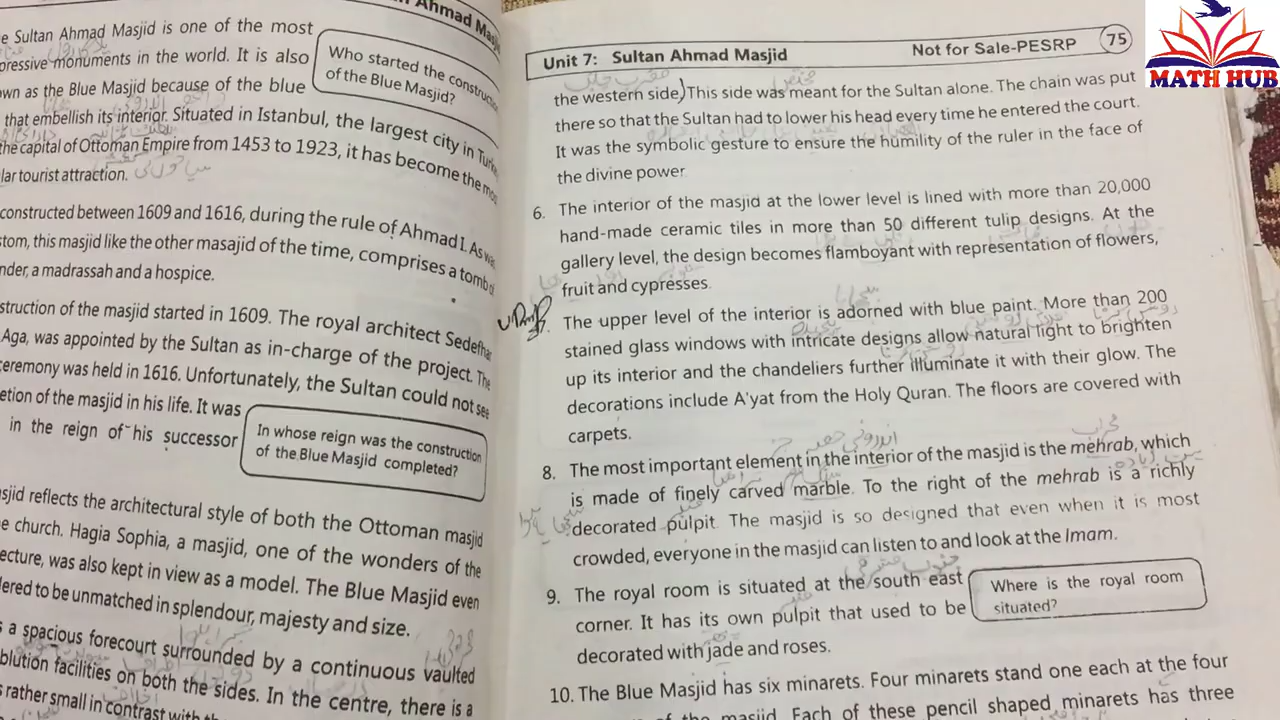 Ahmad Masjid
e Sultan Ahmad Masjid is one of the most
pressive monuments in the world. It is also
own as the Blue Masjid because of the blue
that embellish its interior. Situated in Istanbul, the largest city in
the capital of Ottoman Empire from 1453 to 1923, it has become the
lar tourist attraction.
Who started the
of the Blue Masjid?
constructed between 1609 and 1616, during the rule of Ahmad I. As
stom, this masjid like the other masajid of the time, comprises a tomb
nder, a madrassah and a hospice.
struction of the masjid started in 1609. The royal architect
Aga, was appointed by the Sultan as in-charge of the project. The
ceremony was held in 1616. Unfortunately, the Sultan could not see
etion of the masjid in his life. It was
in the reign of his successor
In whose reign was the construction
of the Blue Masjid completed?
sjid reflects the architectural style of both the Ottoman masjid
e church. Hagia Sophia, a masjid, one of the wonders of the
ecture, was also kept in view as a model. The Blue Masjid even
ered to be unmatched in splendour, majesty and size.
s a spacious forecourt surrounded by a continuous vaulted
blution facilities on both the sides. In the centre, there is a
s rather small in contrast with
Unit 7: Sultan Ahmad Masjid Not for Sale-PESRP 75
the western side) This side was meant for the Sultan alone. The chain was put
there so that the Sultan had to lower his head every time he entered the court.
It was the symbolic gesture to ensure the humility of the ruler in the face of
the divine power
6. The interior of the masjid at the lower level is lined with more than 20,000
hand-made ceramic tiles in more than 50 different tulip designs. At the
gallery level, the design becomes flamboyant with representation of flowers,
fruit and cypresses.
The upper level of the interior is adorned with blue paint. More than 200
stained glass windows with intricate designs allow natural light to brighten
up its interior and the chandeliers further illuminate it with their glow. The
decorations include A'yat from the Holy Quran. The floors are covered with
carpets.
8. The most important element in the interior of the masjid is the mehrab, which
is made of finely carved marble. To the right of the mehrab is a richly
decorated pulpit. The masjid is so designed that even when it is most
crowded, everyone in the masjid can listen to and look at the Imam.
9. The royal room is situated at the south east
corner. It has its own pulpit that used to be
decorated with jade and roses.
Where is the royal room
situated?
10. The Blue Masjid has six minarets. Four minarets stand one each at the four
of the masjid. Each of these pencil shaped minarets has three
MATH HUB